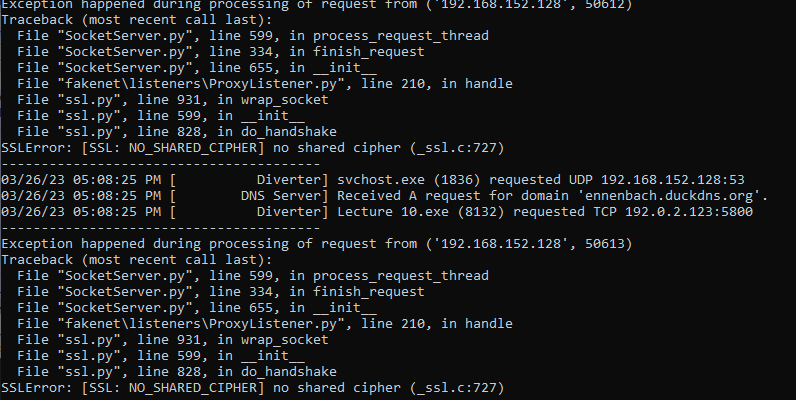 Exception happened during processing of request from ('192.168.152.128', 50612)
Traceback (most recent call last):
  File "SocketServer.py", line 599, in process_request_thread
  File "SocketServer.py", line 334, in finish_request
  File "SocketServer.py", line 655, in __init__
  File "fakenet\listeners\ProxyListener.py", line 210, in handle
  File "ssl.py", line 931, in wrap_socket
  File "ssl.py", line 599, in __init__
  File "ssl.py", line 828, in do_handshake
SSLError: [SSL: NO_SHARED_CIPHER] no shared cipher (_ssl.c:727)
----------------------------------------
03/26/23 05:08:25 PM [          Diverter] svchost.exe (1836) requested UDP 192.168.152.128:53
03/26/23 05:08:25 PM [        DNS Server] Received A request for domain 'ennenbach.duckdns.org'.
03/26/23 05:08:25 PM [          Diverter] Lecture 10.exe (8132) requested TCP 192.0.2.123:5800
----------------------------------------
Exception happened during processing of request from ('192.168.152.128', 50613)
Traceback (most recent call last):
  File "SocketServer.py", line 599, in process_request_thread
  File "SocketServer.py", line 334, in finish_request
  File "SocketServer.py", line 655, in __init__
  File "fakenet\listeners\ProxyListener.py", line 210, in handle
  File "ssl.py", line 931, in wrap_socket
  File "ssl.py", line 599, in __init__
  File "ssl.py", line 828, in do_handshake
SSLError: [SSL: NO_SHARED_CIPHER] no shared cipher (_ssl.c:727)